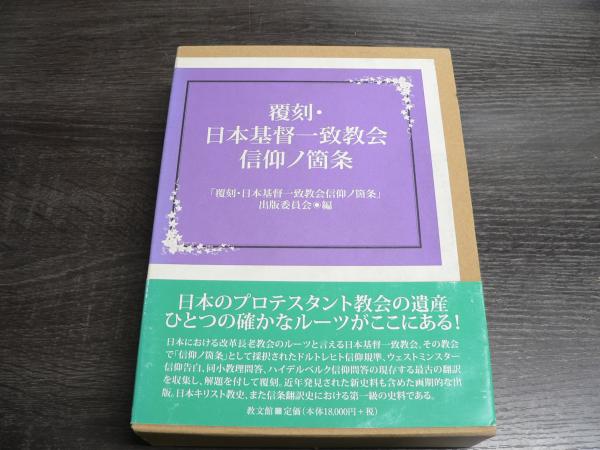 覆刻・
日本基督一致教会
信仰ノ箇条
「覆刻・日本基督一致教会信仰ノ箇条」
出版委員会◉編
日本のプロテスタント教会の遺産
ひとつの確かなルーツがここにある！
日本における改革長老教会のルーツと言える日本基督一致教会、その教会
で「信仰ノ箇条」として採択されたドルトレヒト信仰規準、ウェストミンスター
信仰告白、同小教理問答、ハイデルベルク信仰問答の現存する最古の翻訳
を収集し、解題を付して覆刻。近年発見された新史料も含めた画期的な出
版。日本キリスト教史、また信条翻訳史における第一級の史料である。
教文館■定価（本体18,000円＋税）